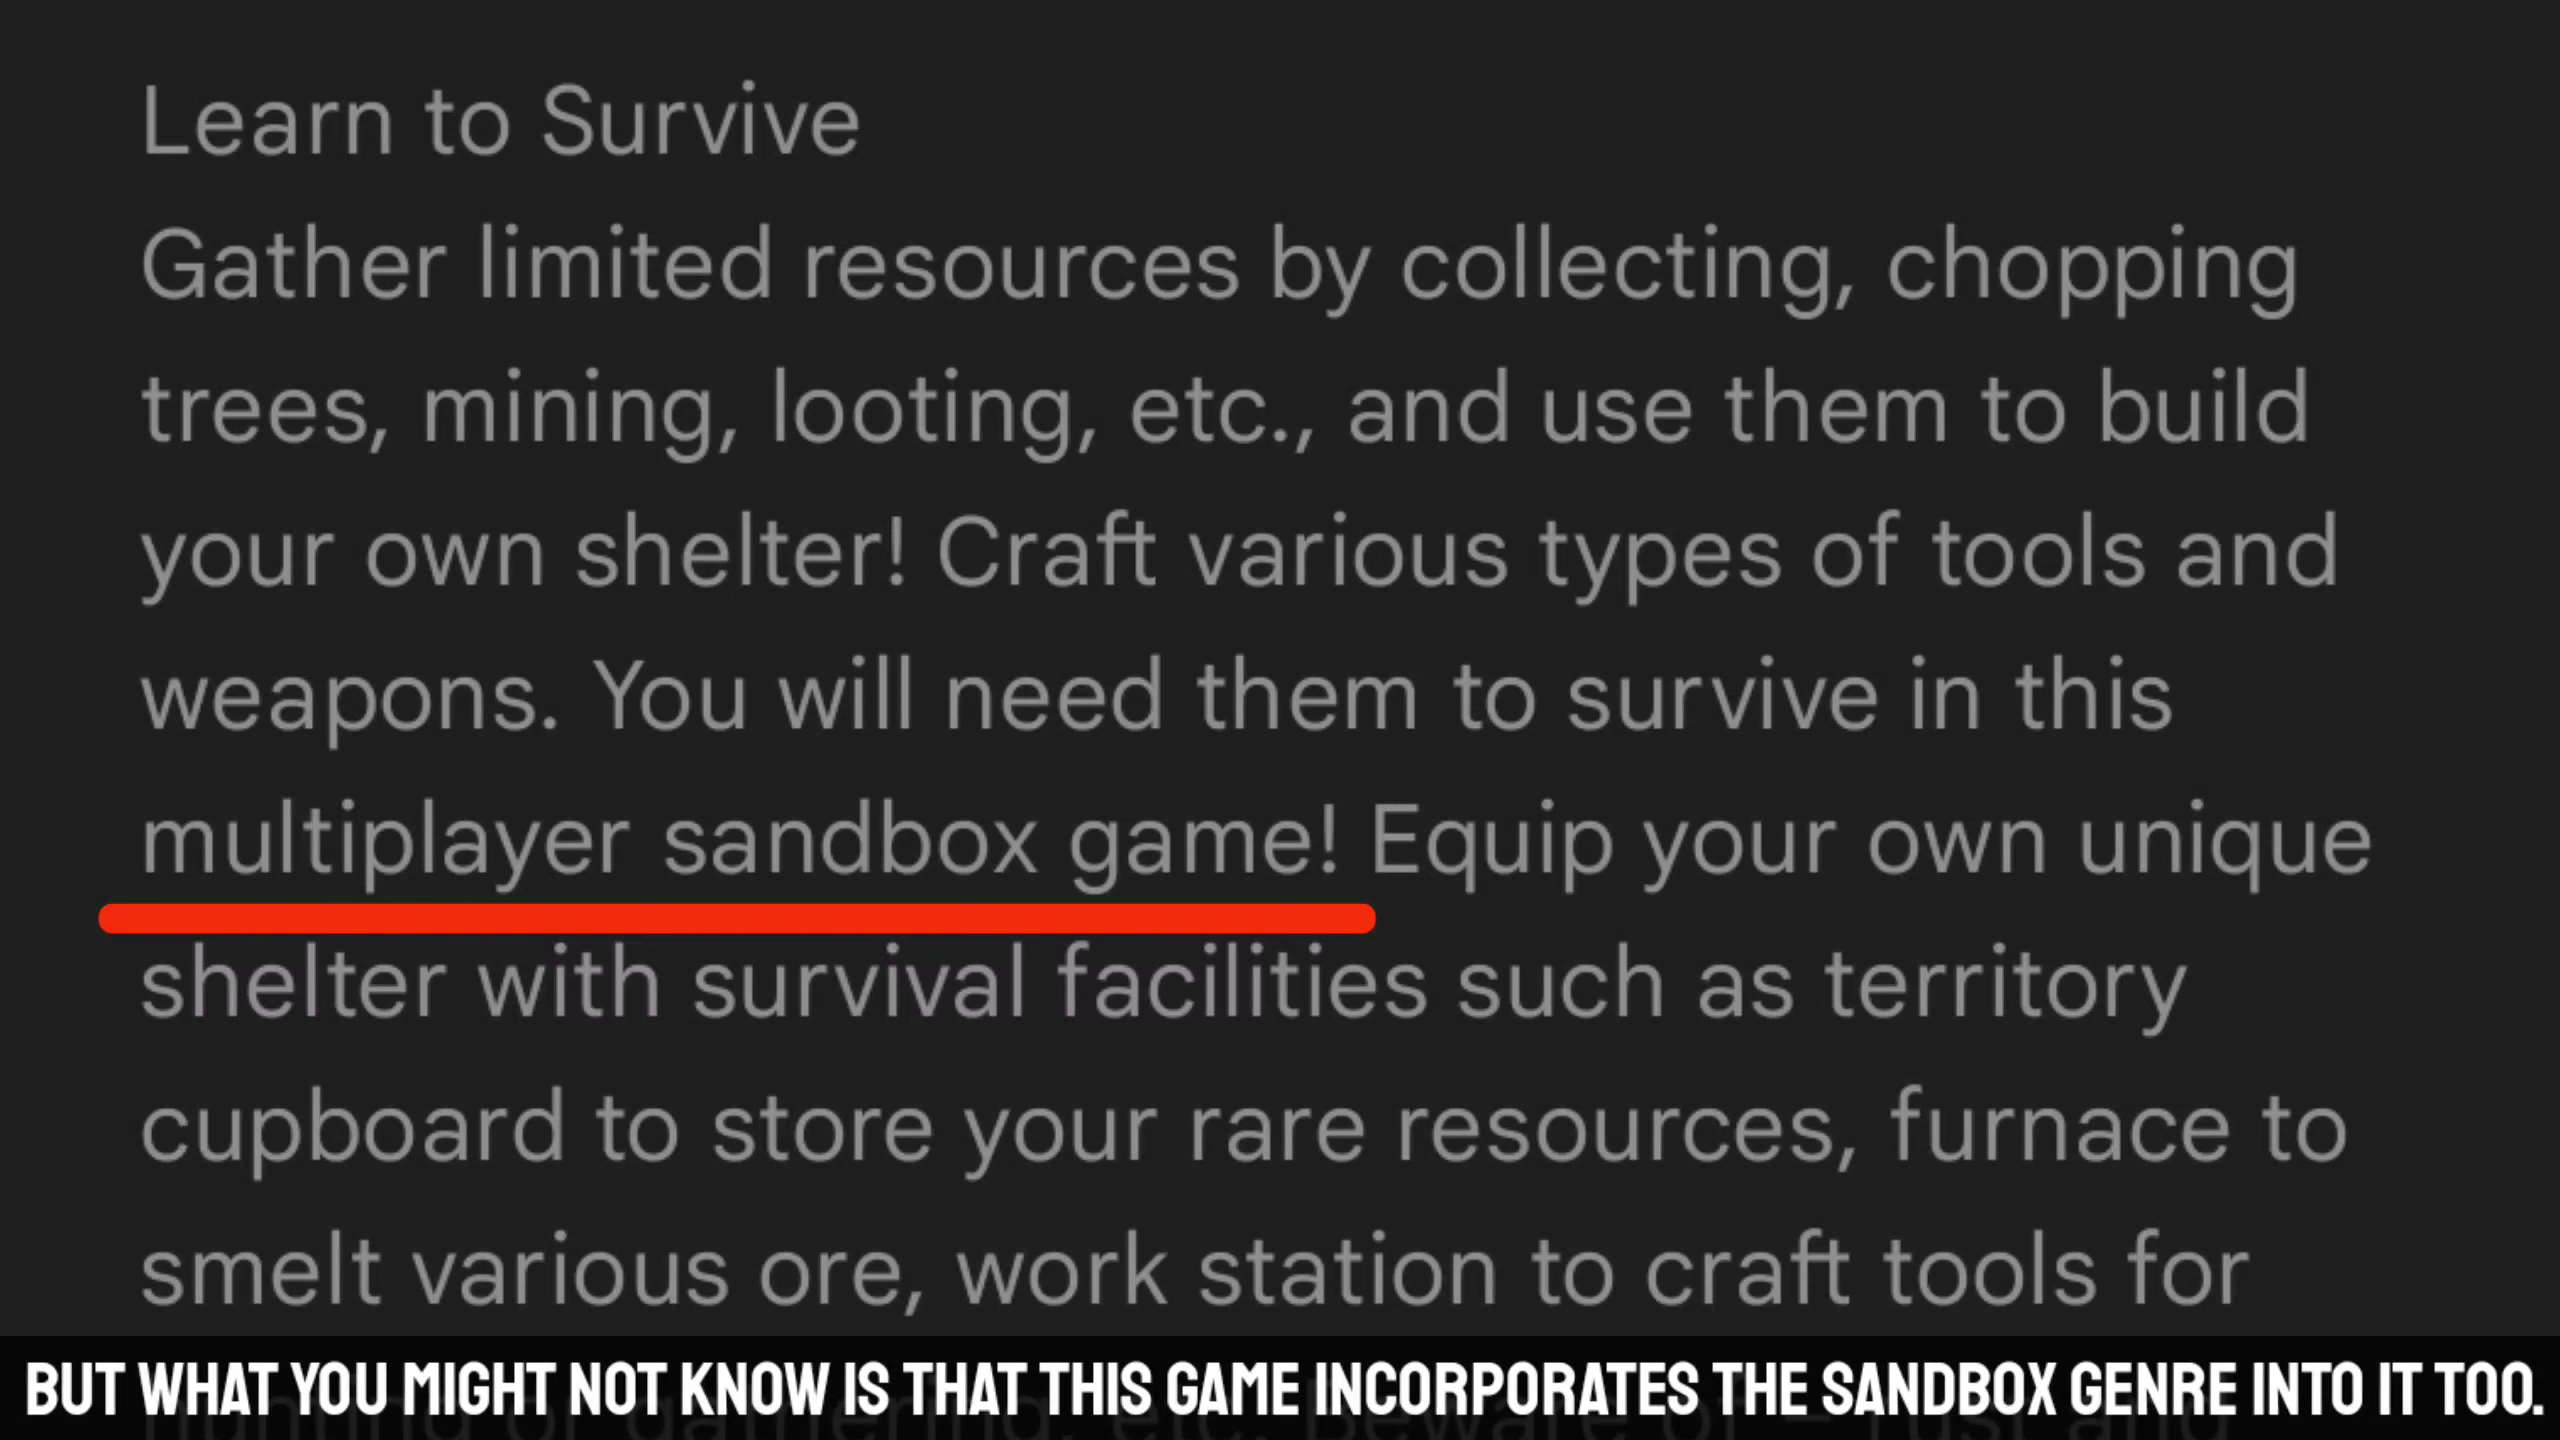 Learn to Survive
Gather limited resources by collecting, chopping
trees, mining, looting, etc., and use them to build
your own shelter! Craft various types of tools and
weapons. You will need them to survive in this
multiplayer sandbox game! Equip your own unique
shelter with survival facilities such as territory
cupboard to store your rare resources, furnace to
smelt various ore, work station to craft tools for
BUT WHAT YOU MIGHT NOT KNOW IS THAT THIS GAME INCORPORATES THE SANDBOX GENRE INTO IT TOO.